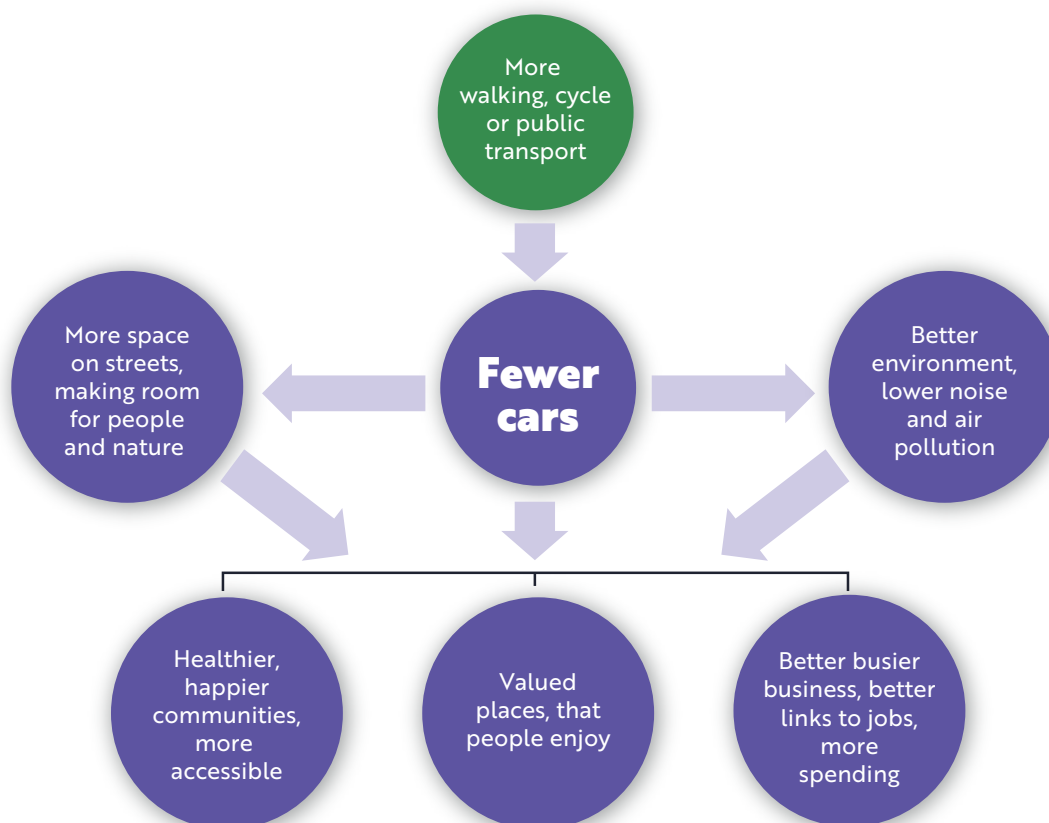 More
walking, cycle
or public
transport
More space
on streets,
making room
for people
and nature
Fewer
cars
Better
environment,
lower noise
and air
pollution
Healthier,
happier
communities,
more
accessible
Valued
places, that
people enjoy
Better busier
business, better
links to jobs,
more
spending